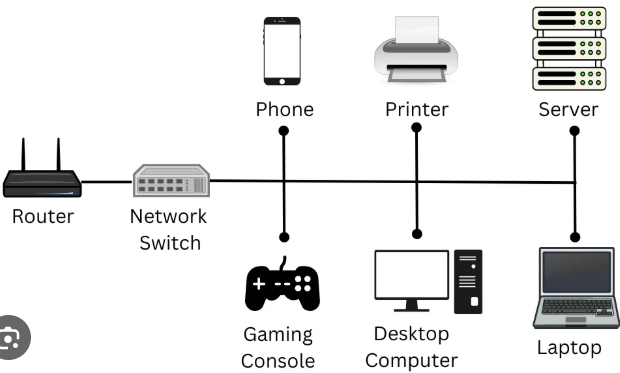 Phone
Printer
Server
Router
Network
Switch
Gaming
Console
Desktop
Computer
Laptop